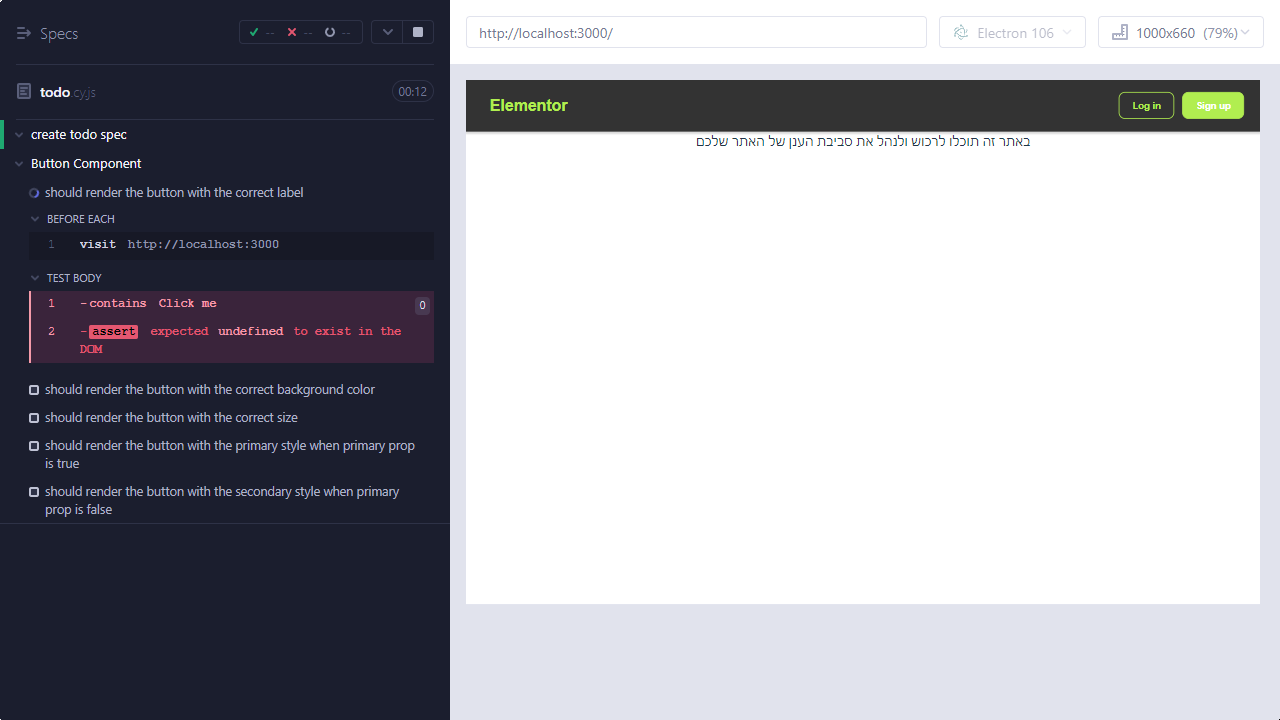 Specs
-- -- --
todo.cy.js
00:12
create todo spec
Button Component
should render the button with the correct label
BEFORE EACH
1 visit http://localhost:3000
TEST BODY
1 -contains Click me 0
2 -assert expected undefined to exist in the
DOM
should render the button with the correct background color
should render the button with the correct size
should render the button with the primary style when primary prop
is true
should render the button with the secondary style when primary
prop is false
http://localhost:3000/
Electron 106
1000x660 (79%)
Elementor
Log in
Sign up
באתר זה תוכלו לרכוש ולנהל את סביבת הענן של האתר שלכם